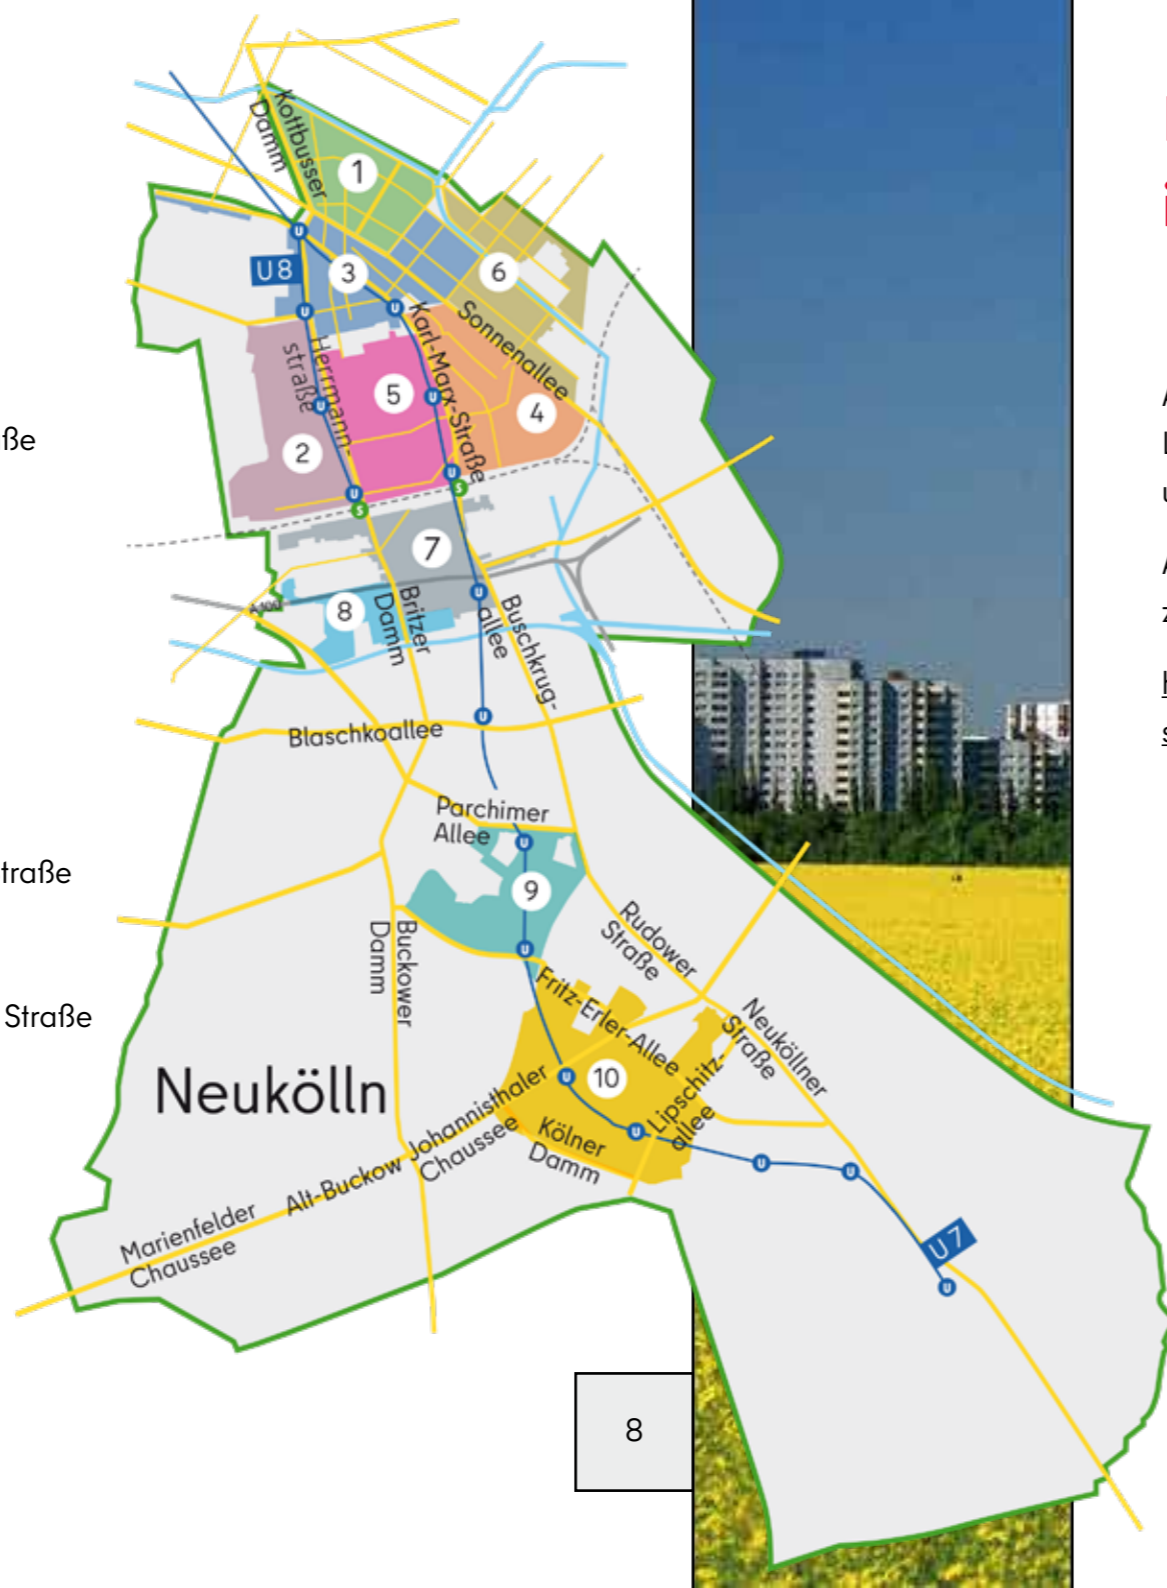 Kottbusser
Damm
1
U8
3
6
Sonnenallee
Karl-Marx-Straße
Herrmann-
straße
5
4
2
ße
7
A100
8
Britzer
Damm
Buschkrug-
allee
Blaschkoallee
Parchimer
Allee
9
traße
Rudower
Straße
Buckower
Damm
Fritz-Erler-Allee
Neuköllner
Straße
Straße
10
Neukölln
Johannisthaler
Chaussee
Lipschitz-
allee
Kölner
Damm
Alt-Buckow
Marienfelder
Chaussee
U7
8